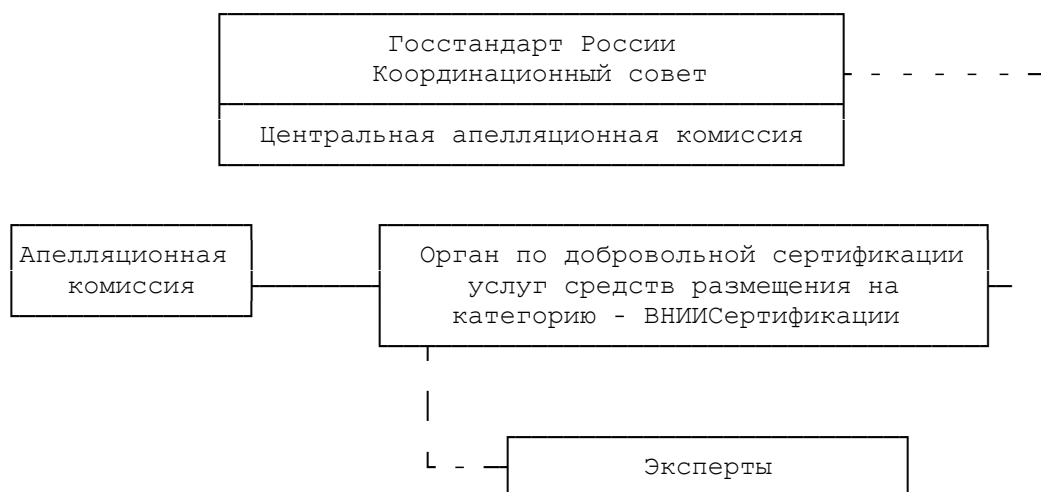 Госстандарт России
Координационный совет
Центральная апелляционная комиссия
Апелляционная
комиссия
Орган по добровольной сертификации
услуг средств размещения на
категорию - ВНИИСертификации
Эксперты